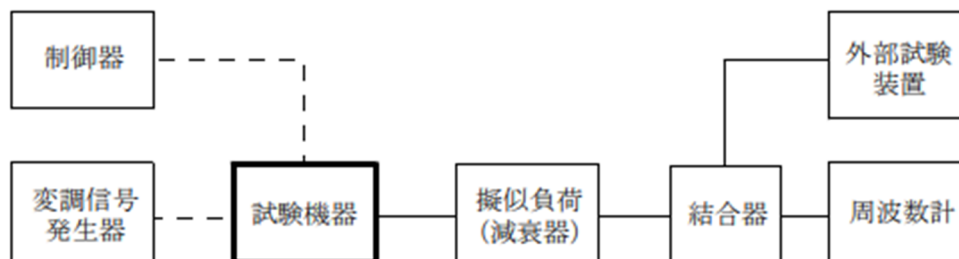 制御器
外部試験
装置
変調信号
発生器
試験機器
擬似負荷
(減衰器)
結合器
周波数計